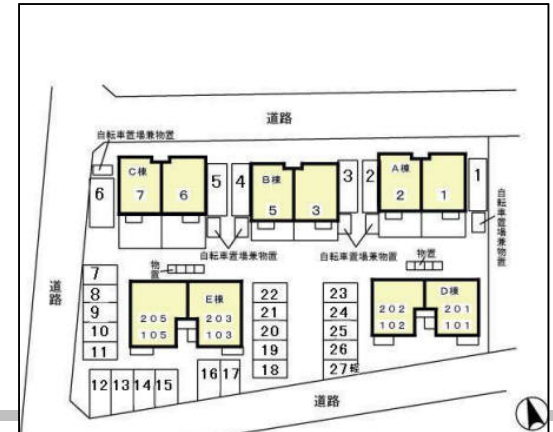 道路
自転車置場兼物置
C棟
7 6
6
5 4
B棟
5 3
3 2
A棟
2 1
1
自転車置場兼物置
自転車置場兼物置
自転車置場兼物置
物置
物置
道路
7
8
9
10
11
205
105
E棟
203
103
22
21
20
19
18
23
24
25
26
27軽
202
102
D棟
201
101
12 13 14 15
16 17
道路